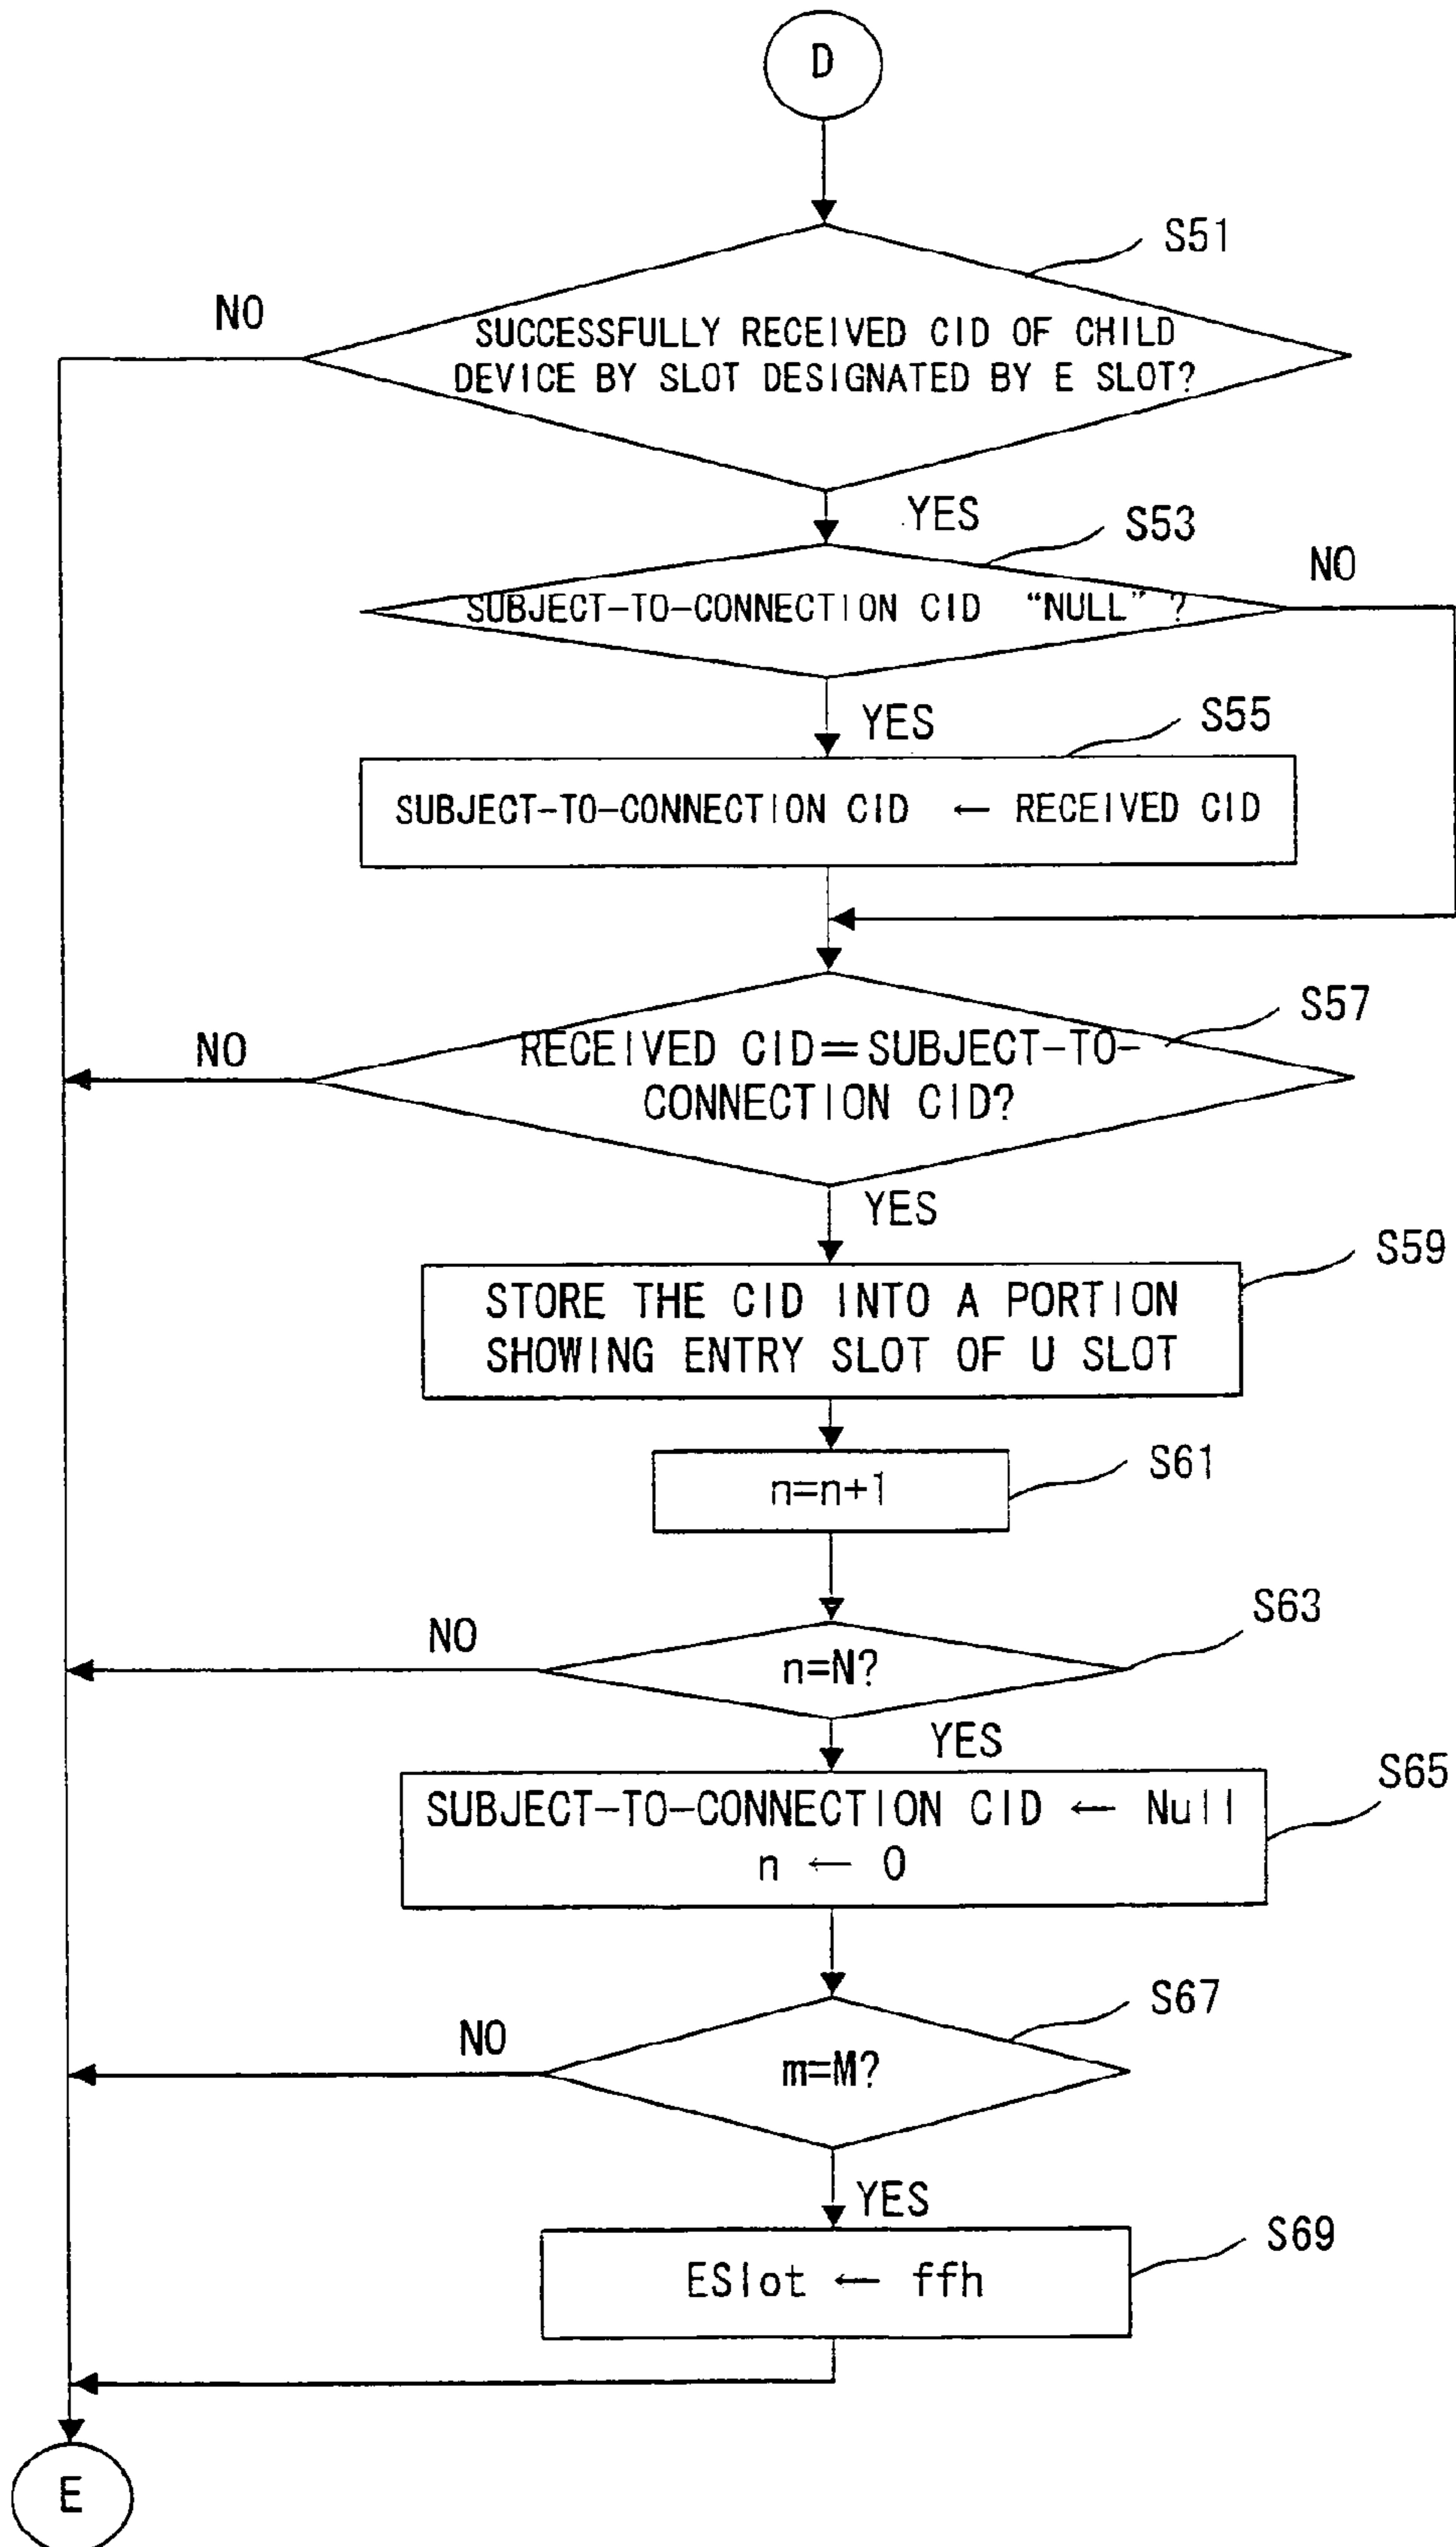 D
S51
NO
SUCCESSFULLY RECEIVED CID OF CHILD
DEVICE BY SLOT DESIGNATED BY E SLOT?
YES
S53
NO
SUBJECT-TO-CONNECTION CID "NULL" ?
YES
S55
SUBJECT-TO-CONNECTION CID ← RECEIVED CID
S57
NO
RECEIVED CID=SUBJECT-TO-
CONNECTION CID?
YES
S59
STORE THE CID INTO A PORTION
SHOWING ENTRY SLOT OF U SLOT
S61
n=n+1
S63
NO
n=N?
YES
S65
SUBJECT-TO-CONNECTION CID ← Null
n ← 0
S67
NO
m=M?
YES
S69
ESlot ← ffh
E